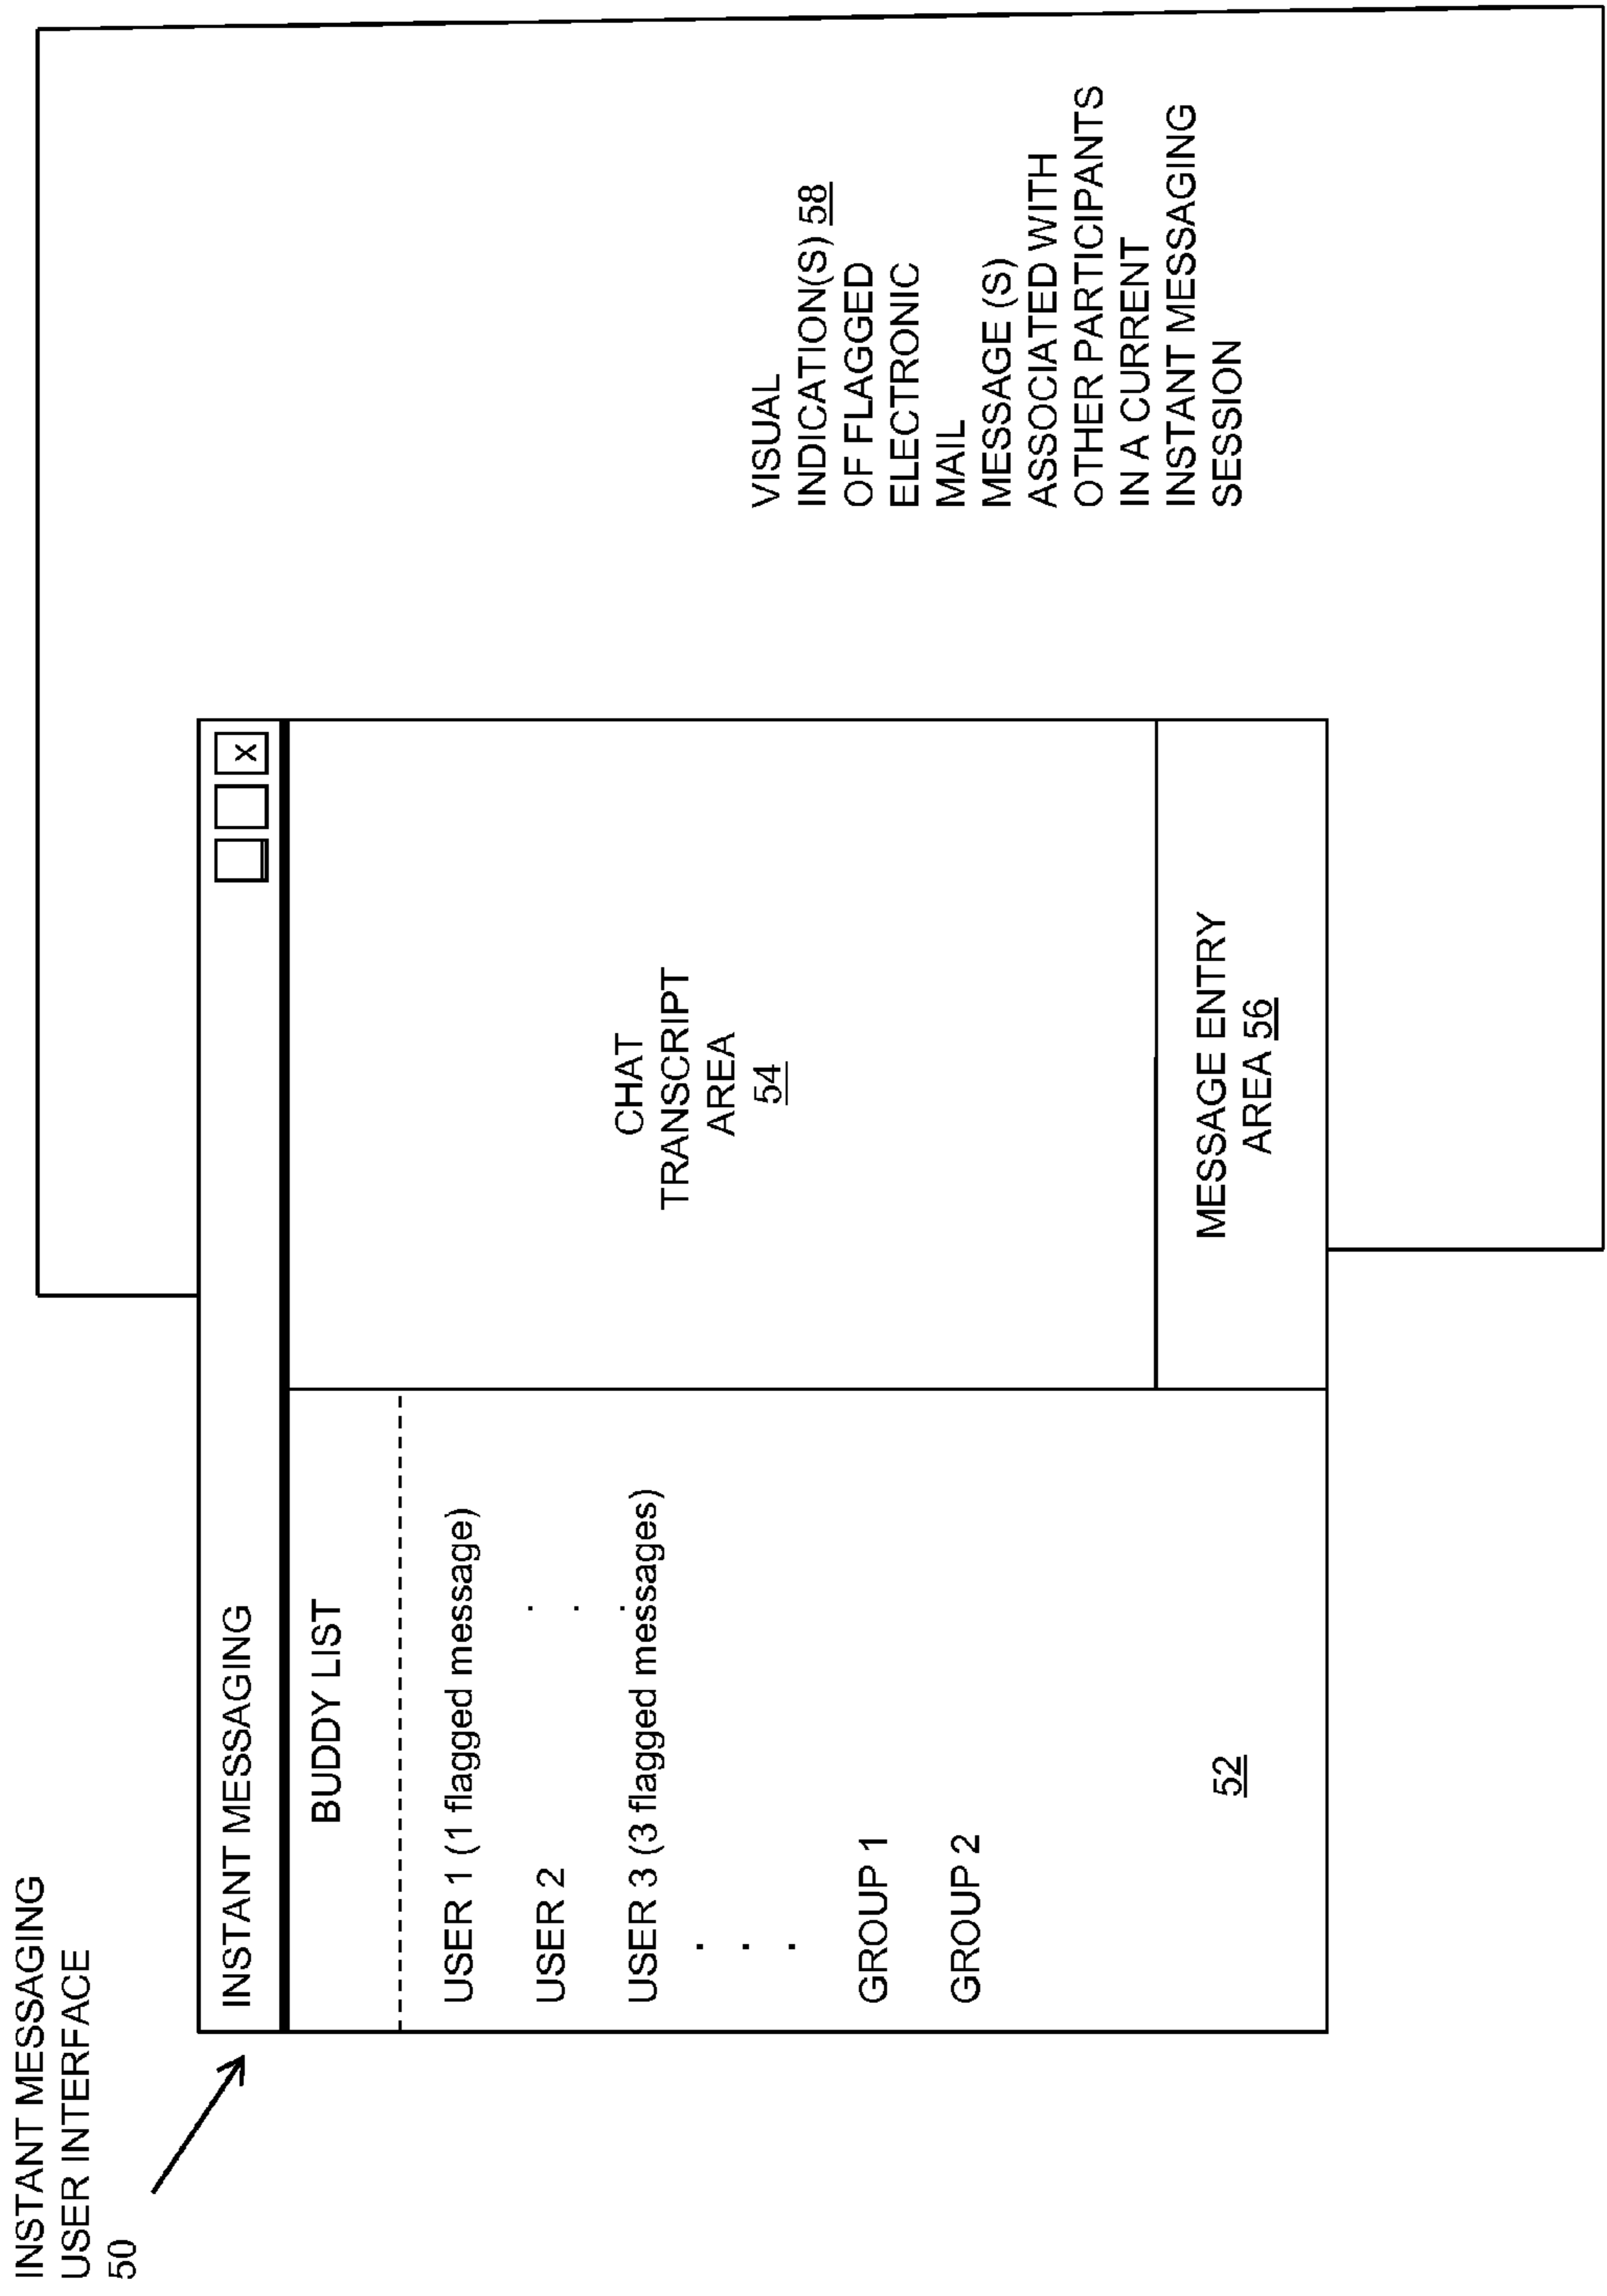 INSTANT MESSAGING
USER INTERFACE
50
INSTANT MESSAGING
X
BUDDY LIST
USER 1 (1 flagged message)
.
USER 2
.
.
USER 3 (3 flagged messages)
.
.
.
GROUP 1
GROUP 2
52
CHAT
TRANSCRIPT
AREA
54
MESSAGE ENTRY
AREA 56
VISUAL
INDICATION(S) 58
OF FLAGGED
ELECTRONIC
MAIL
MESSAGE (S)
ASSOCIATED WITH
OTHER PARTICIPANTS
IN A CURRENT
INSTANT MESSAGING
SESSION